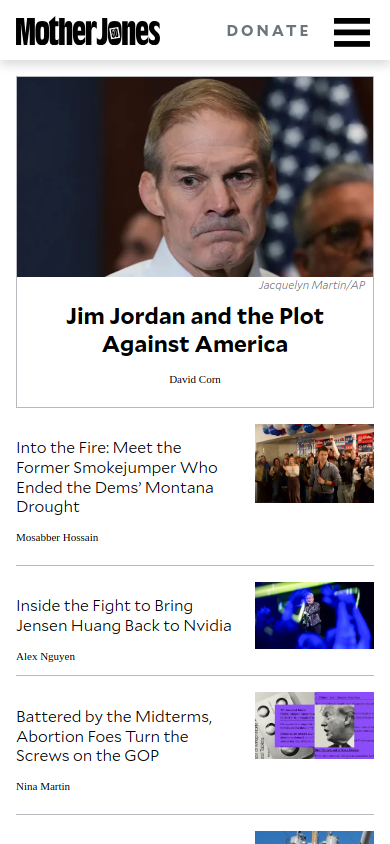 Mother Jones
DONATE
Jacquelyn Martin/AP
Jim Jordan and the Plot
Against America
David Corn
Into the Fire: Meet the
Former Smokejumper Who
Ended the Dems’ Montana
Drought
Mosabber Hossain
Inside the Fight to Bring
Jensen Huang Back to Nvidia
Alex Nguyen
Battered by the Midterms,
Abortion Foes Turn the
Screws on the GOP
Nina Martin